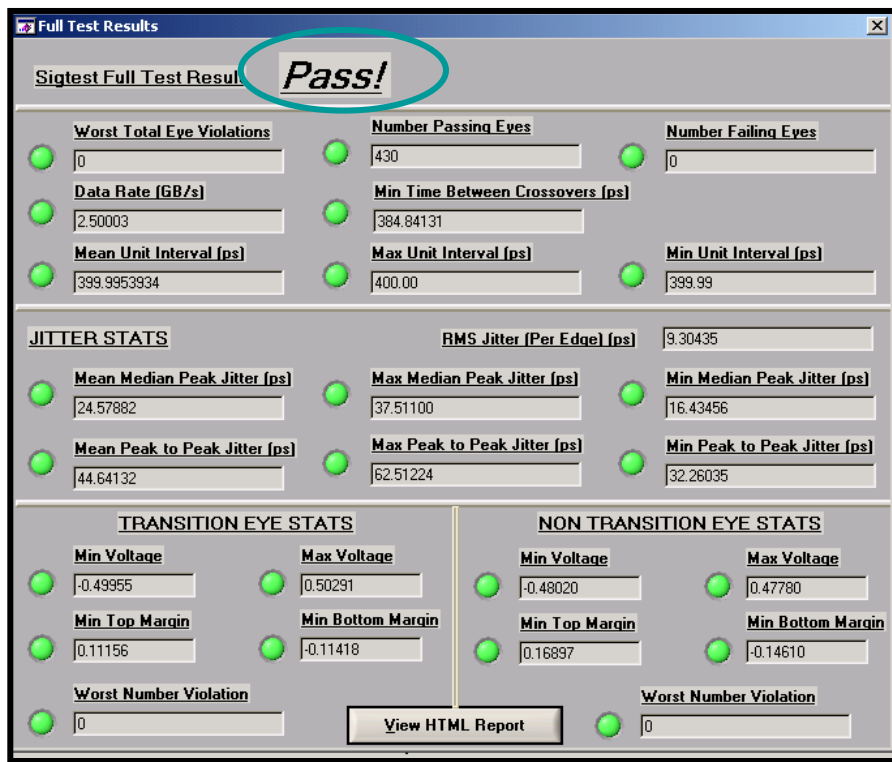 Full Test Results
Sigtest Full Test Result
Pass!
Worst Total Eye Violations
0
Number Passing Eyes
430
Number Failing Eyes
0
Data Rate (GB/s)
2.50003
Min Time Between Crossovers (ps)
384.84131
Mean Unit Interval (ps)
399.9953934
Max Unit Interval (ps)
400.00
Min Unit Interval (ps)
399.99
JITTER STATS
RMS Jitter (Per Edge) (ps)
9.30435
Mean Median Peak Jitter (ps)
24.57882
Max Median Peak Jitter (ps)
37.51100
Min Median Peak Jitter (ps)
16.43456
Mean Peak to Peak Jitter (ps)
44.64132
Max Peak to Peak Jitter (ps)
62.51224
Min Peak to Peak Jitter (ps)
32.26035
TRANSITION EYE STATS
Min Voltage
-0.49955
Max Voltage
0.50291
Min Top Margin
0.11156
Min Bottom Margin
-0.11418
Worst Number Violation
0
NON TRANSITION EYE STATS
Min Voltage
-0.48020
Max Voltage
0.47780
Min Top Margin
0.16897
Min Bottom Margin
-0.14610
Worst Number Violation
0
View HTML Report